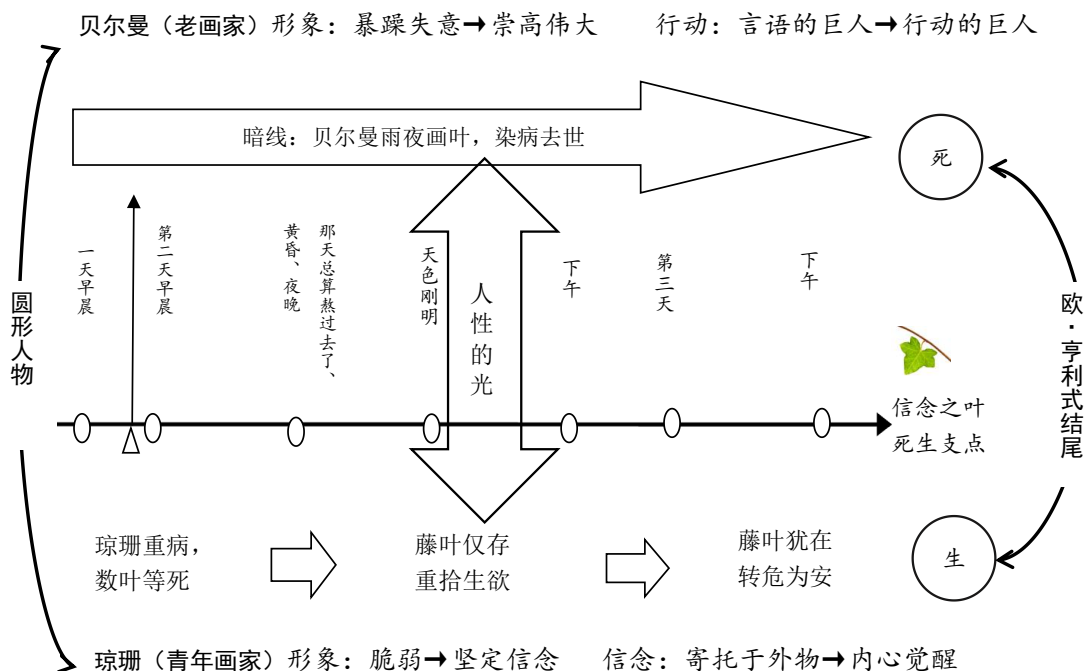 贝尔曼（老画家）形象：暴躁失意➡崇高伟大 行动：言语的巨人➡行动的巨人
暗线：贝尔曼雨夜画叶，染病去世
死
一天早晨
第二天早晨
黄昏、夜晚
那天总算熬过去了、
天色刚明
下午
第三天
下午
人性的光
圆形人物
欧·亨利式结尾
信念之叶
死生支点
琼珊重病，
数叶等死
藤叶仅存
重拾生欲
藤叶犹在
转危为安
生
琼珊（青年画家）形象：脆弱➡坚定信念 信念：寄托于外物➡内心觉醒